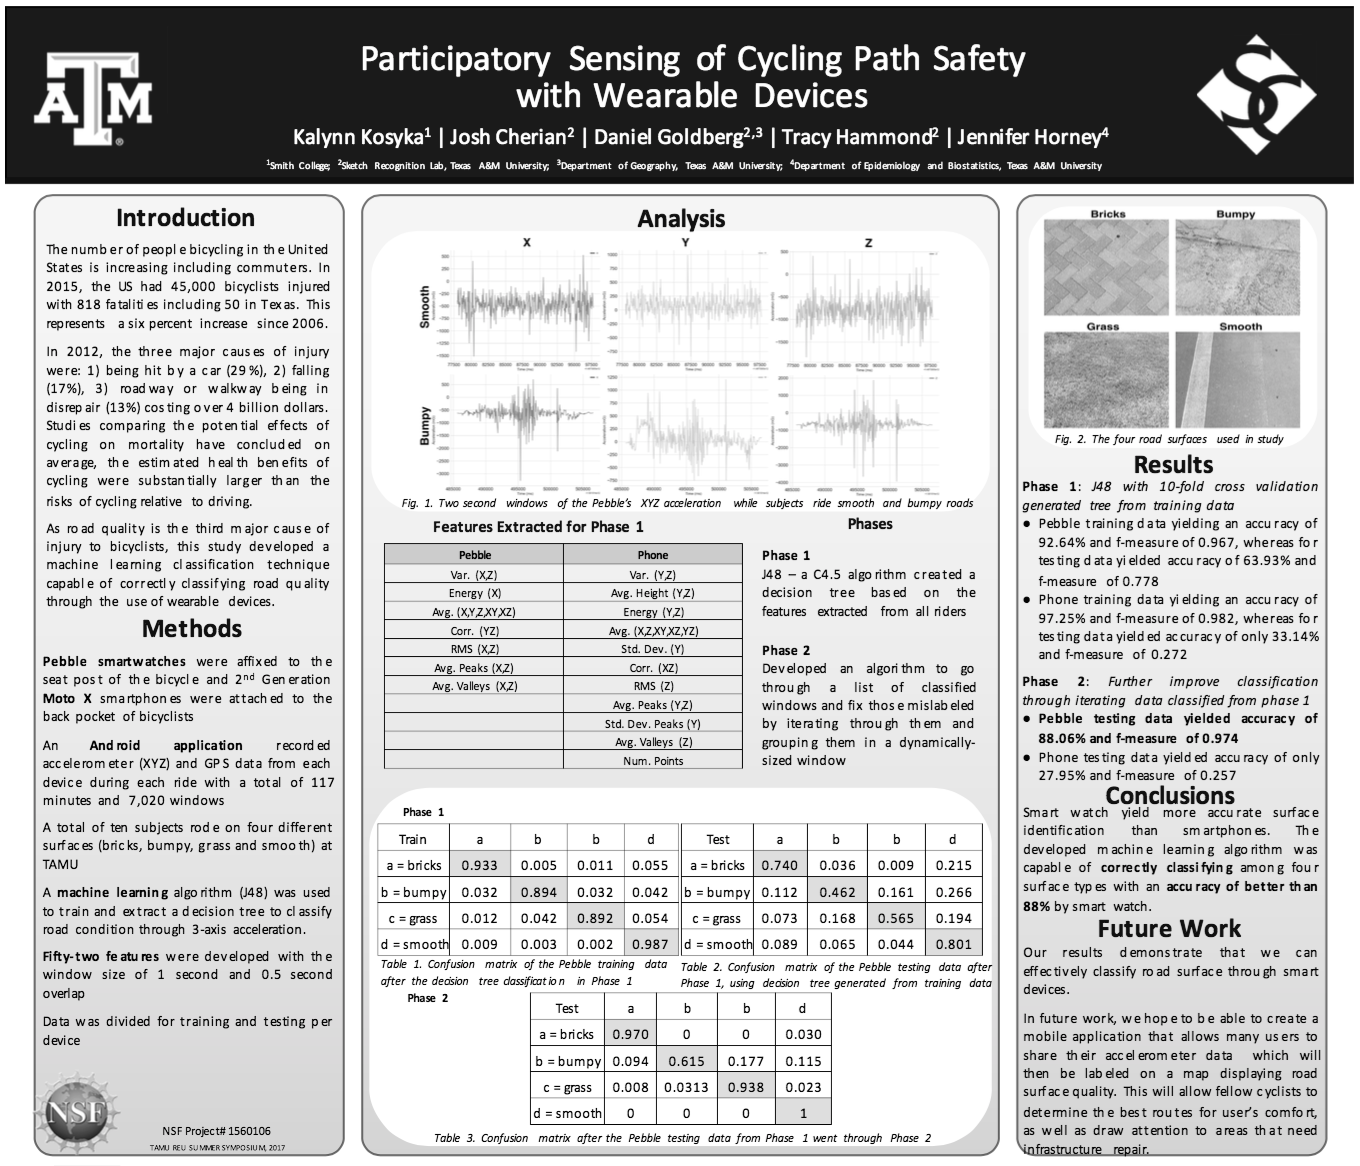 ATM
Participatory Sensing of Cycling Path Safety
with Wearable Devices
Kalynn Kosyka¹ | Josh Cherian² | Daniel Goldberg²,³ | Tracy Hammond² | Jennifer Horney⁴
¹Smith College; ²Sketch Recognition Lab, Texas A&M University; ³Department of Geography, Texas A&M University; ⁴Department of Epidemiology and Biostatistics, Texas A&M University
Introduction
The number of people bicycling in the United
States is increasing including commuters. In
2015, the US had 45,000 bicyclists injured
with 818 fatalities including 50 in Texas. This
represents a six percent increase since 2006.
In 2012, the three major causes of injury
were: 1) being hit by a car (29%), 2) falling
(17%), 3) roadway or walkway being in
disrepair (13%) costing over 4 billion dollars.
Studies comparing the potential effects of
cycling on mortality have concluded on
average, the estimated health benefits of
cycling were substantially larger than the
risks of cycling relative to driving.
As road quality is the third major cause of
injury to bicyclists, this study developed a
machine learning classification technique
capable of correctly classifying road quality
through the use of wearable devices.
Methods
Pebble smartwatches were affixed to the
seat post of the bicycle and 2nd Generation
Moto X smartphones were attached to the
back pocket of bicyclists
An Android application recorded
accelerometer (XYZ) and GPS data from each
device during each ride with a total of 117
minutes and 7,020 windows
A total of ten subjects rode on four different
surfaces (bricks, bumpy, grass and smooth) at
TAMU
A machine learning algorithm (J48) was used
to train and extract a decision tree to classify
road condition through 3-axis acceleration.
Fifty-two features were developed with the
window size of 1 second and 0.5 second
overlap
Data was divided for training and testing per
device
NSF
NSF Project# 1560106
TAMU REU SUMMER SYMPOSIUM, 2017
Analysis
X Y Z
Smooth
Bumpy
Fig. 1. Two second windows of the Pebble's XYZ acceleration while subjects ride smooth and bumpy roads
Features Extracted for Phase 1
Pebble Phone
Var. (X,Z) Var. (Y,Z)
Energy (X) Avg. Height (Y,Z)
Avg. (X,Y,Z,XY,XZ) Energy (Y,Z)
Corr. (YZ) Avg. (X,Z,XY,XZ,YZ)
RMS (X,Z) Std. Dev. (Y)
Avg. Peaks (X,Z) Corr. (XZ)
Avg. Valleys (X,Z) RMS (Z)
Avg. Peaks (Y,Z)
Std. Dev. Peaks (Y)
Avg. Valleys (Z)
Num. Points
Phases
Phase 1
J48 – a C4.5 algorithm created a
decision tree based on the
features extracted from all riders
Phase 2
Developed an algorithm to go
through a list of classified
windows and fix those mislabeled
by iterating through them and
grouping them in a dynamically-
sized window
Phase 1
Train a b b d
a = bricks 0.933 0.005 0.011 0.055
b = bumpy 0.032 0.894 0.032 0.042
c = grass 0.012 0.042 0.892 0.054
d = smooth 0.009 0.003 0.002 0.987
Table 1. Confusion matrix of the Pebble training data
after the decision tree classification in Phase 1
Test a b b d
a = bricks 0.740 0.036 0.009 0.215
b = bumpy 0.112 0.462 0.161 0.266
c = grass 0.073 0.168 0.565 0.194
d = smooth 0.089 0.065 0.044 0.801
Table 2. Confusion matrix of the Pebble testing data after
Phase 1, using decision tree generated from training data
Phase 2
Test a b b d
a = bricks 0.970 0 0 0.030
b = bumpy 0.094 0.615 0.177 0.115
c = grass 0.008 0.0313 0.938 0.023
d = smooth 0 0 0 1
Table 3. Confusion matrix after the Pebble testing data from Phase 1 went through Phase 2
Bricks Bumpy
Grass Smooth
Fig. 2. The four road surfaces used in study
Results
Phase 1: J48 with 10-fold cross validation
generated tree from training data
● Pebble training data yielding an accuracy of
92.64% and f-measure of 0.967, whereas for
testing data yielded accuracy of 63.93% and
f-measure of 0.778
● Phone training data yielding an accuracy of
97.25% and f-measure of 0.982, whereas for
testing data yielded accuracy of only 33.14%
and f-measure of 0.272
Phase 2: Further improve classification
through iterating data classified from phase 1
● Pebble testing data yielded accuracy of
88.06% and f-measure of 0.974
● Phone testing data yielded accuracy of only
27.95% and f-measure of 0.257
Conclusions
Smart watch yield more accurate surface
identification than smartphones. The
developed machine learning algorithm was
capable of correctly classifying among four
surface types with an accuracy of better than
88% by smart watch.
Future Work
Our results demonstrate that we can
effectively classify road surface through smart
devices.
In future work, we hope to be able to create a
mobile application that allows many users to
share their accelerometer data which will
then be labeled on a map displaying road
surface quality. This will allow fellow cyclists to
determine the best routes for user's comfort,
as well as draw attention to areas that need
infrastructure repair.